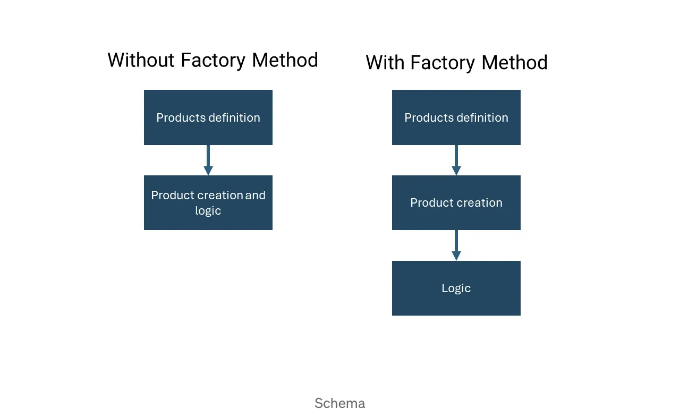 Without Factory Method
With Factory Method
Products definition
Products definition
Product creation and
logic
Product creation
Logic
Schema